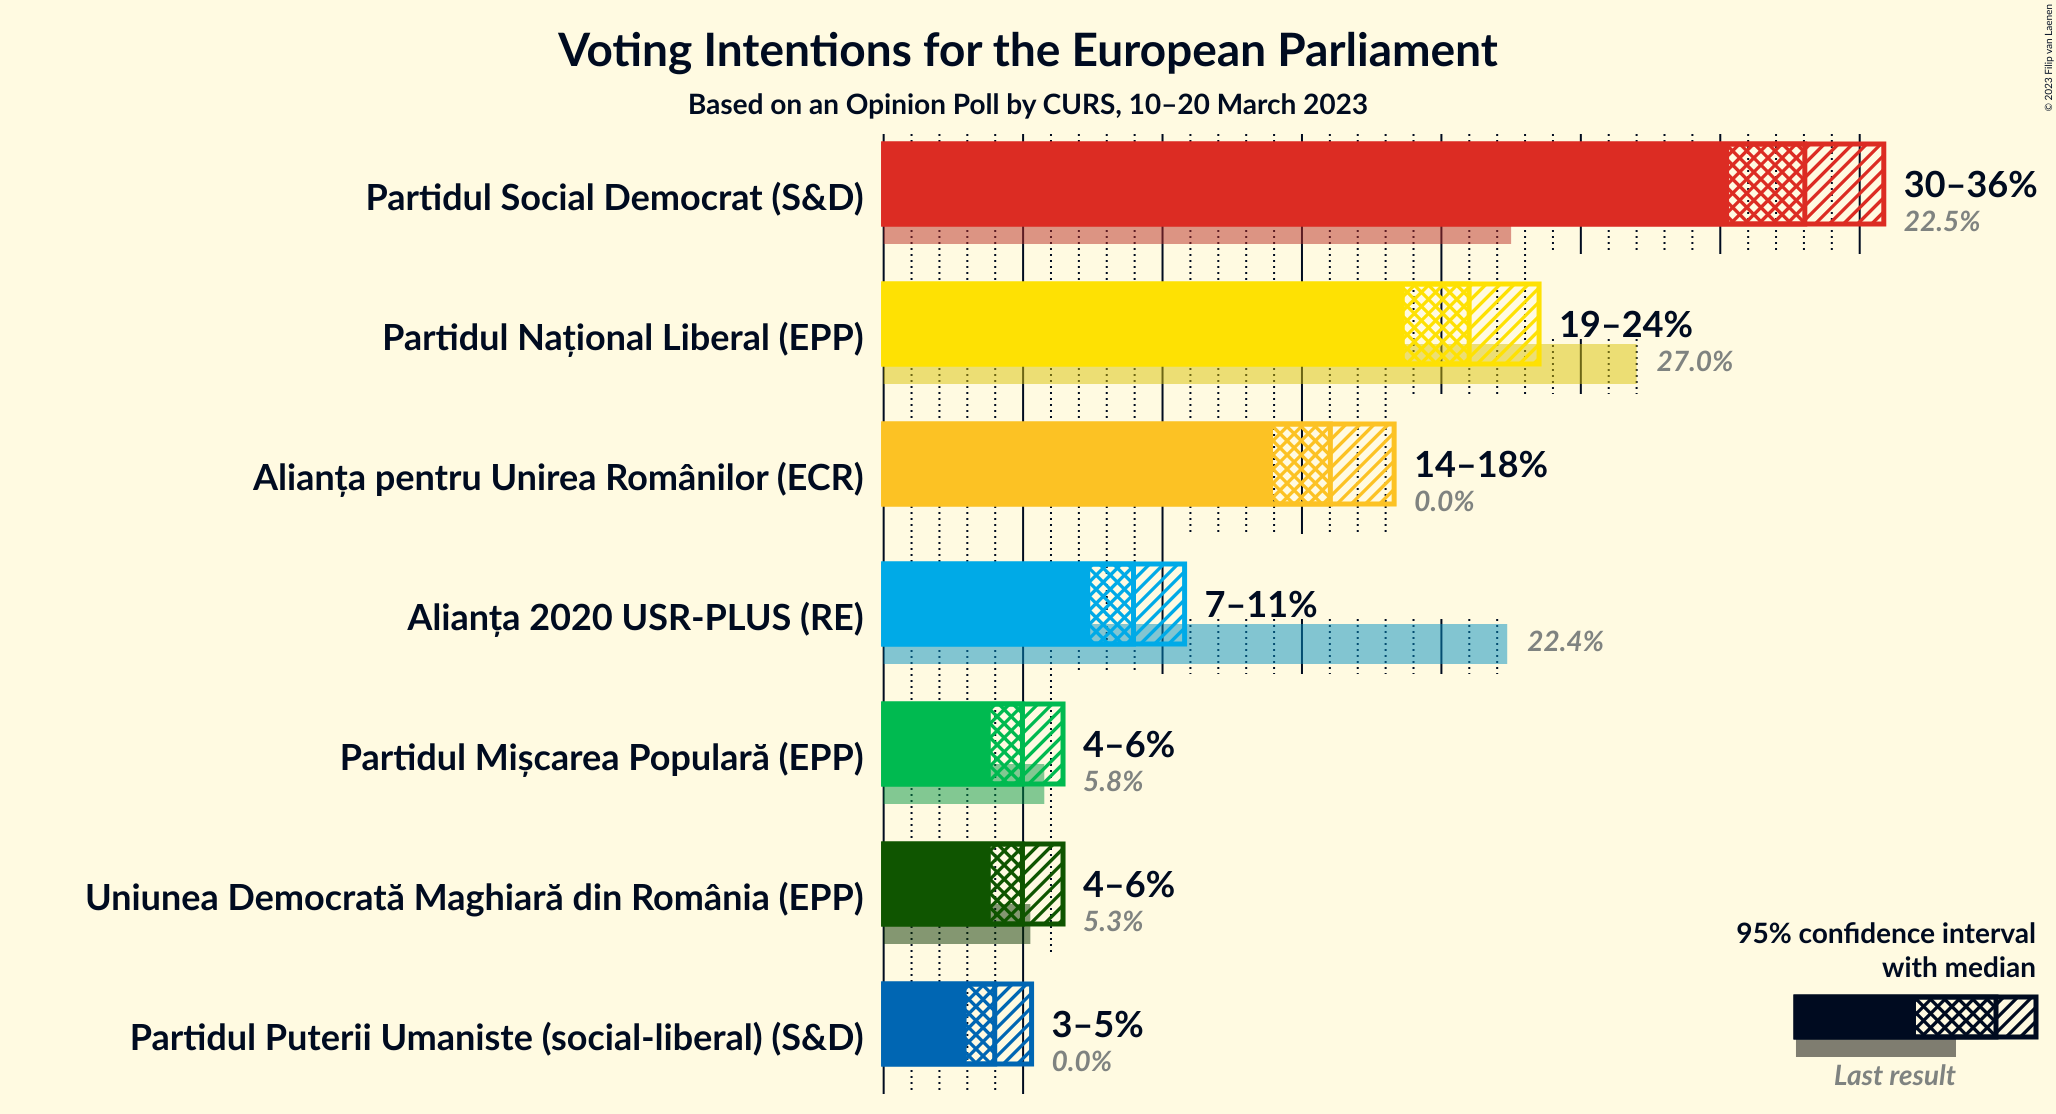 Voting Intentions for the European Parliament
Based on an Opinion Poll by CURS, 10–20 March 2023
© 2023 Filip van Laenen
Partidul Social Democrat (S&D)
30–36%
22.5%
Partidul Național Liberal (EPP)
19–24%
27.0%
Alianța pentru Unirea Românilor (ECR)
14–18%
0.0%
Alianța 2020 USR-PLUS (RE)
7–11%
22.4%
Partidul Mișcarea Populară (EPP)
4–6%
5.8%
Uniunea Democrată Maghiară din România (EPP)
4–6%
5.3%
Partidul Puterii Umaniste (social-liberal) (S&D)
3–5%
0.0%
95% confidence interval
with median
Last result